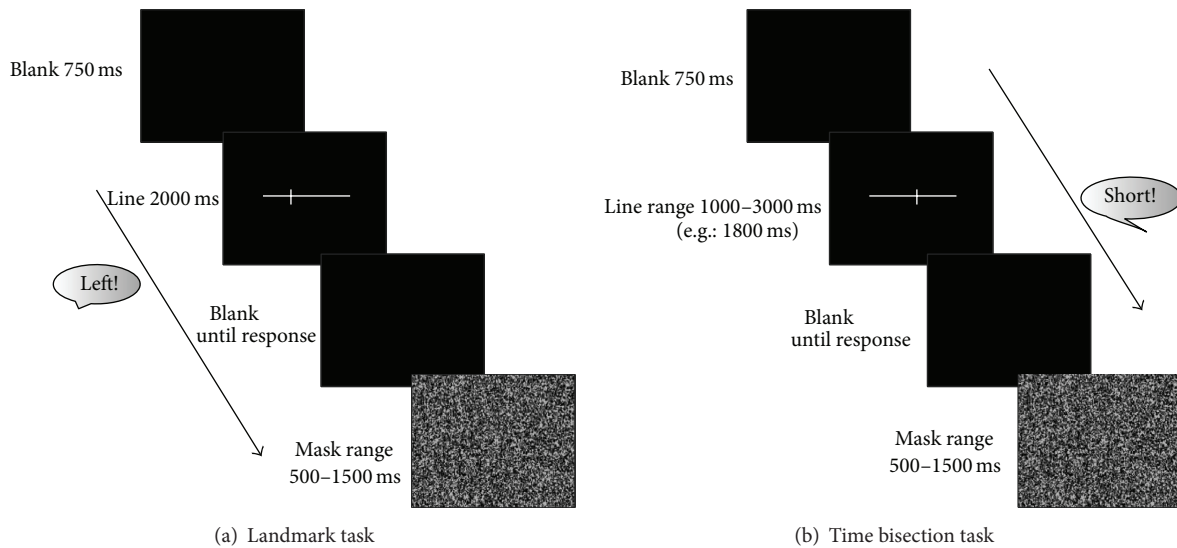 Blank 750 ms
Line 2000 ms
Left!
Blank
until response
Mask range
500–1500 ms
(a) Landmark task
Blank 750 ms
Line range 1000–3000 ms
(e.g.: 1800 ms)
Short!
Blank
until response
Mask range
500–1500 ms
(b) Time bisection task